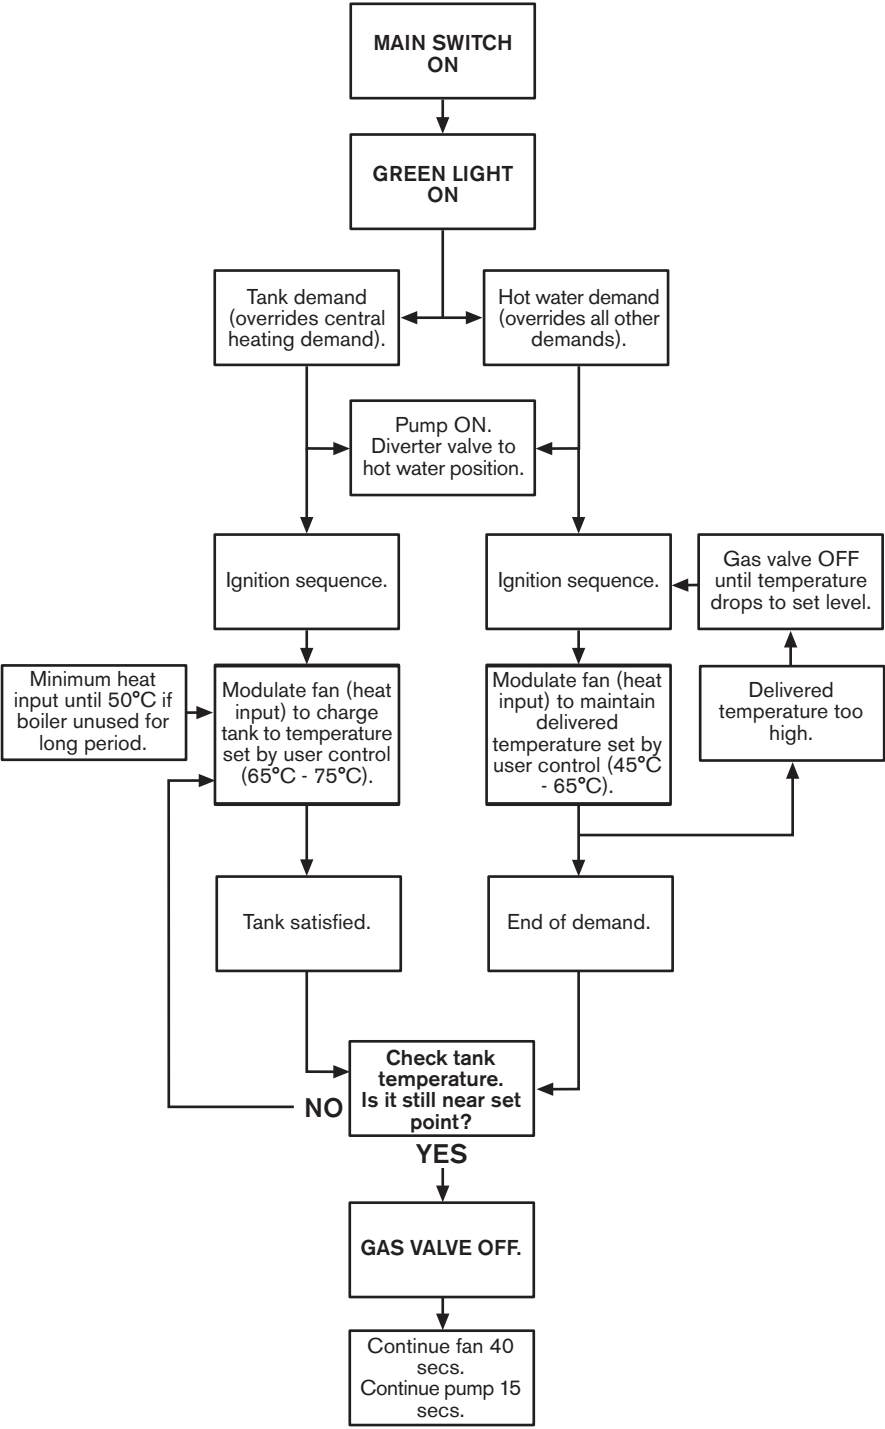 MAIN SWITCH
ON
GREEN LIGHT
ON
Tank demand
(overrides central
heating demand).
Hot water demand
(overrides all other
demands).
Pump ON.
Diverter valve to
hot water position.
Ignition sequence.
Ignition sequence.
Gas valve OFF
until temperature
drops to set level.
Minimum heat
input until 50°C if
boiler unused for
long period.
Modulate fan (heat
input) to charge
tank to temperature
set by user control
(65°C - 75°C).
Modulate fan (heat
input) to maintain
delivered
temperature set by
user control (45°C
- 65°C).
Delivered
temperature too
high.
Tank satisfied.
End of demand.
Check tank
temperature.
Is it still near set
point?
NO
YES
GAS VALVE OFF.
Continue fan 40
secs.
Continue pump 15
secs.